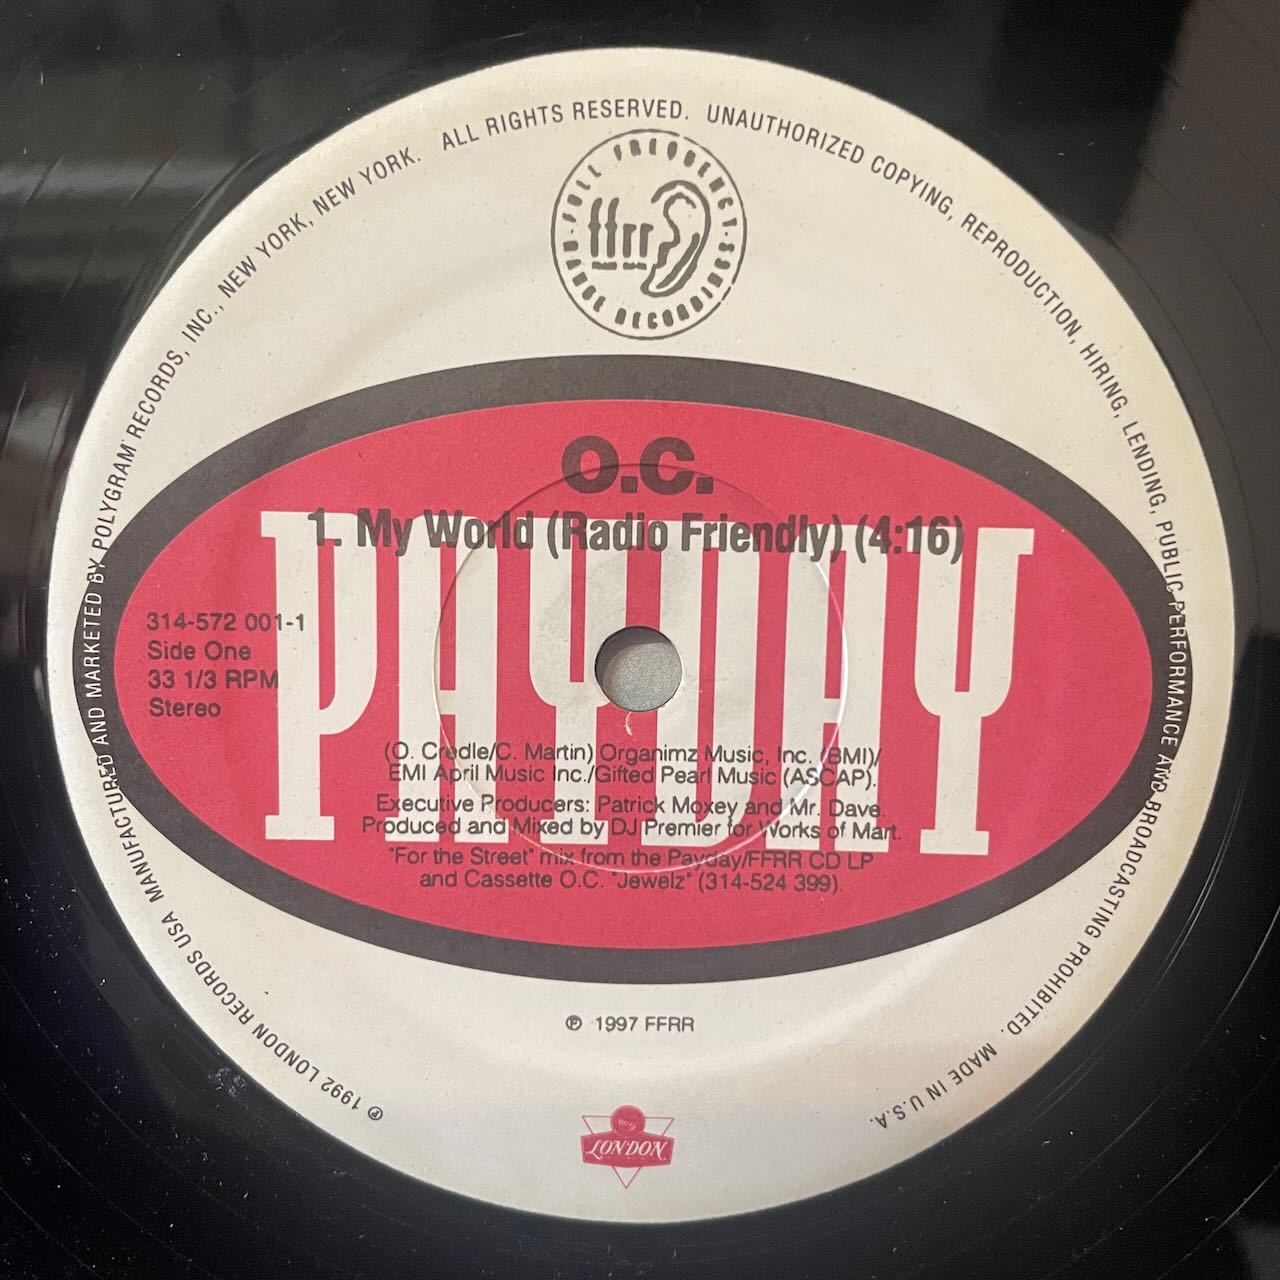 ℗ 1992 LONDON RECORDS USA MANUFACTURED AND MARKETED BY POLYGRAM RECORDS, INC., NEW YORK, NEW YORK. ALL RIGHTS RESERVED. UNAUTHORIZED COPYING, REPRODUCTION, HIRING, LENDING, PUBLIC PERFORMANCE AND BROADCASTING PROHIBITED. MADE IN U.S.A.
· FULL FREQUENCY · RANGE RECORDINGS
ffrr
O.C.
1. My World (Radio Friendly) (4:16)
PAYDAY
314-572 001-1
Side One
33 1/3 RPM
Stereo
(O. Credle/C. Martin) Organimz Music, Inc. (BMI)/
EMI April Music Inc./Gifted Pearl Music (ASCAP).
Executive Producers: Patrick Moxey and Mr. Dave.
Produced and Mixed by DJ Premier for Works of Mart.
"For the Street" mix from the Payday/FFRR CD LP
and Cassette O.C. "Jewelz" (314-524 399).
℗ 1997 FFRR
LONDON